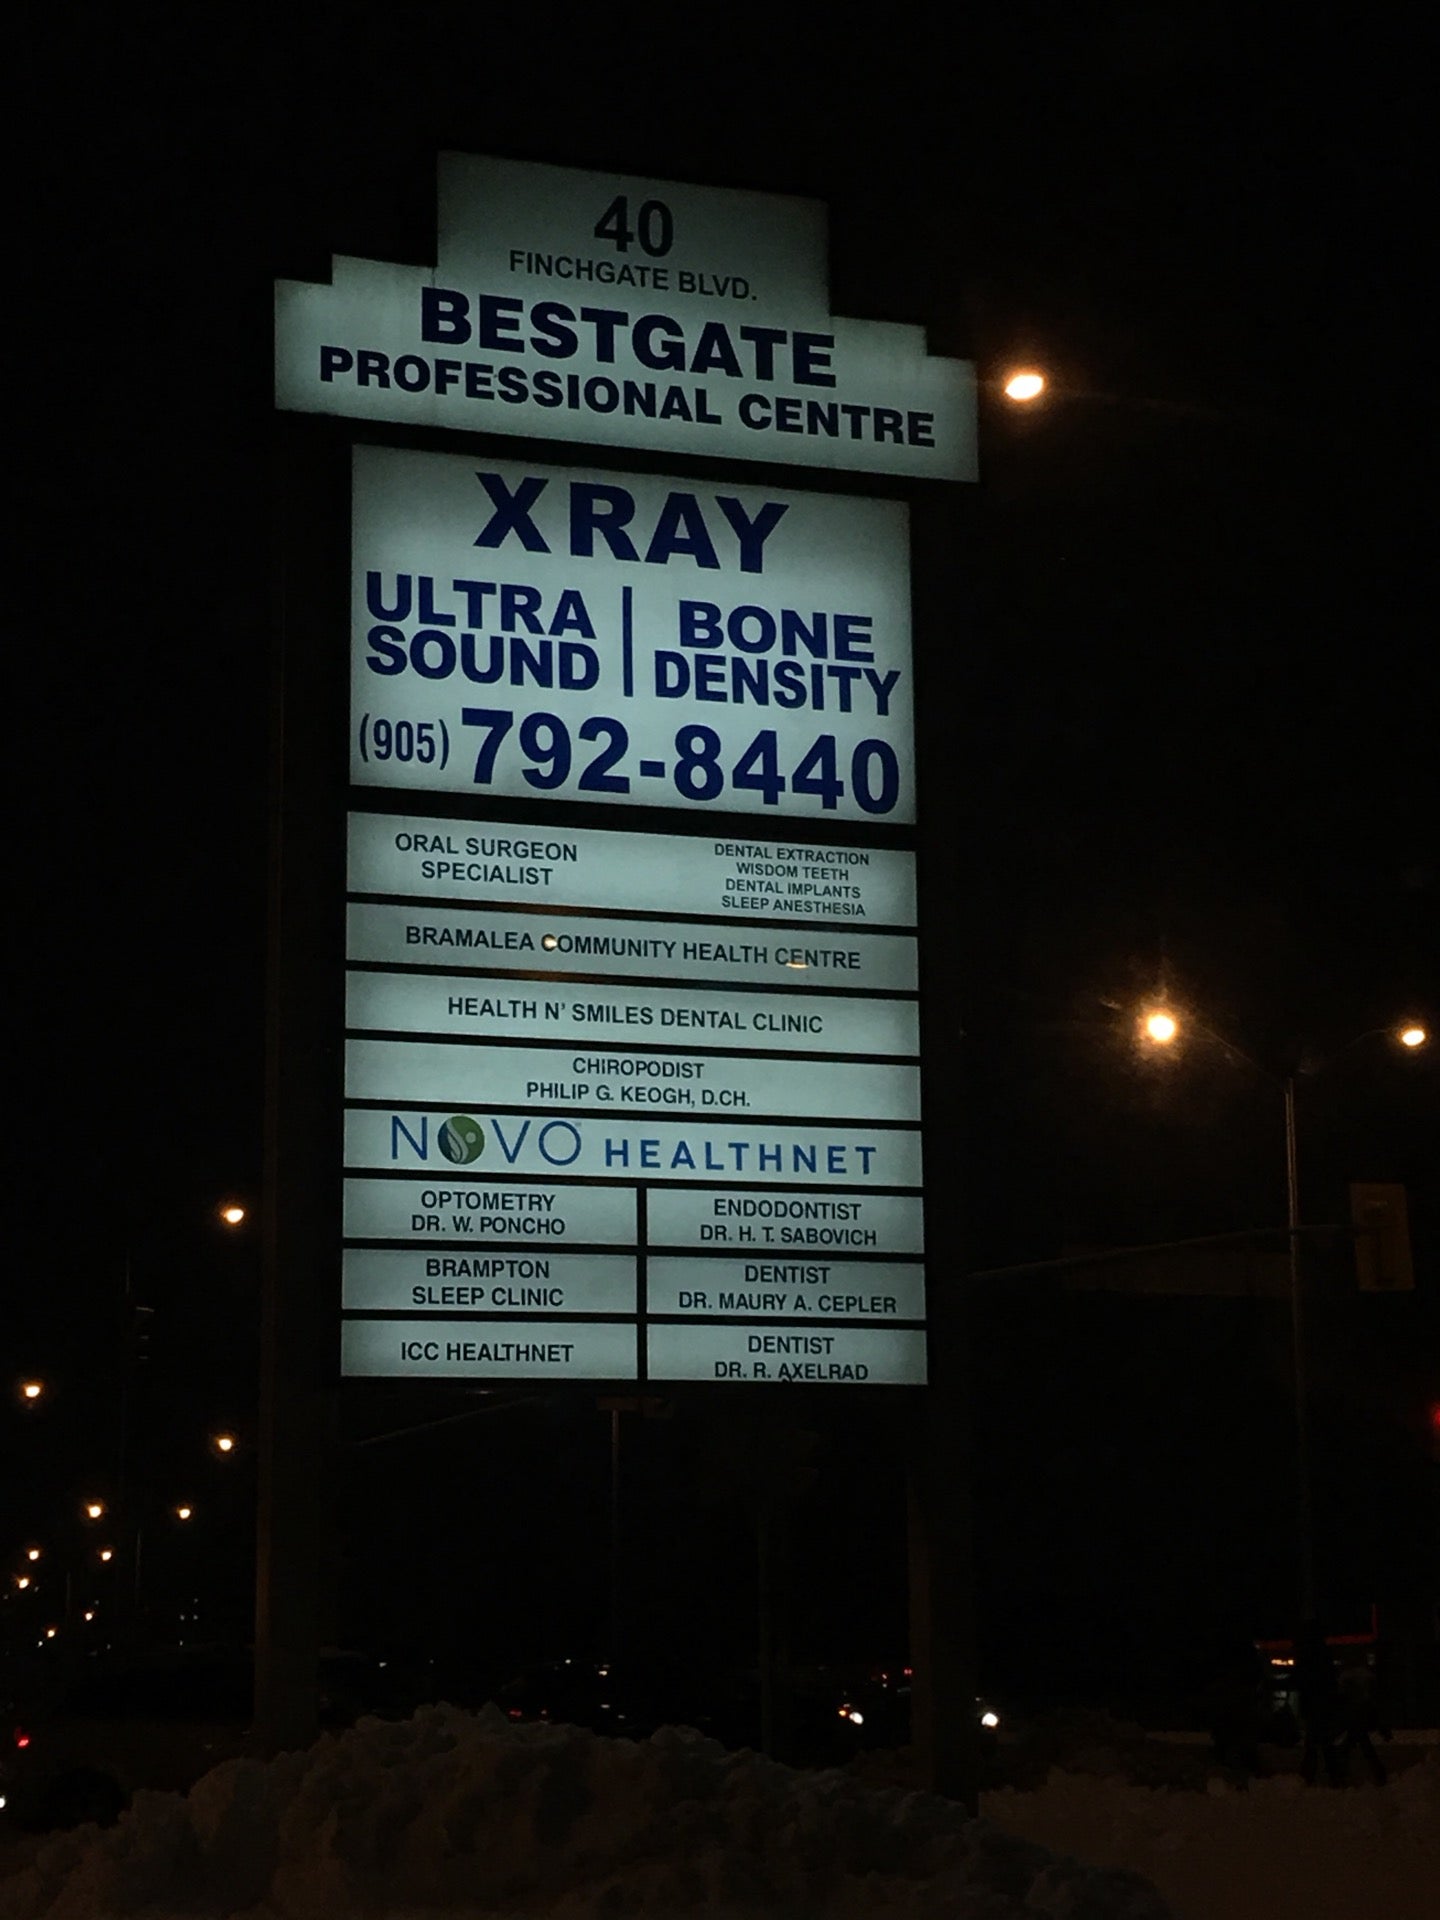 40
FINCHGATE BLVD.
BESTGATE
PROFESSIONAL CENTRE
X RAY
ULTRA
SOUND
BONE
DENSITY
(905) 792-8440
ORAL SURGEON
SPECIALIST
DENTAL EXTRACTION
WISDOM TEETH
DENTAL IMPLANTS
SLEEP ANESTHESIA
BRAMALEA COMMUNITY HEALTH CENTRE
HEALTH N' SMILES DENTAL CLINIC
CHIROPODIST
PHILIP G. KEOGH, D.CH.
NOVO HEALTHNET
OPTOMETRY
DR. W. PONCHO
ENDODONTIST
DR. H. T. SABOVICH
BRAMPTON
SLEEP CLINIC
DENTIST
DR. MAURY A. CEPLER
ICC HEALTHNET
DENTIST
DR. R. AXELRAD